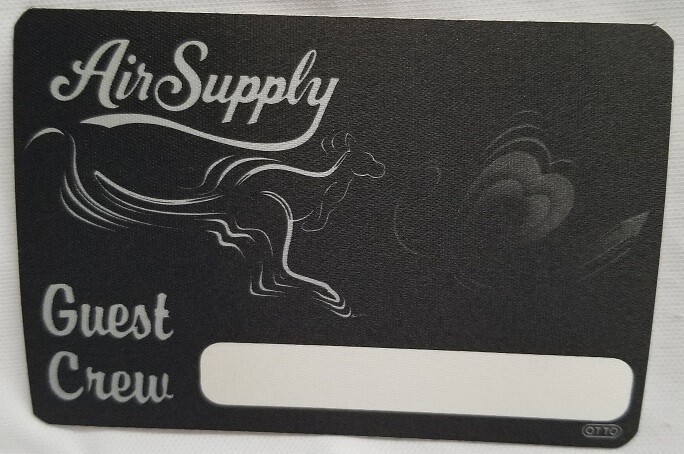 Air Supply
Guest
Crew
OTTO